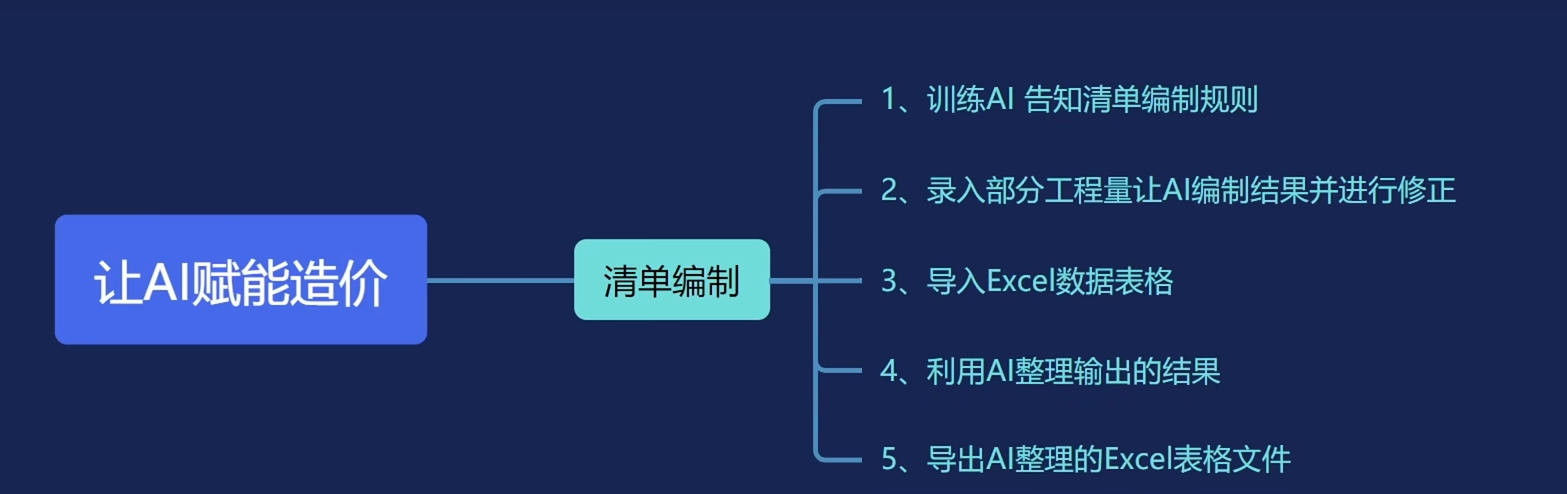 让AI赋能造价
清单编制
1、训练AI 告知清单编制规则
2、录入部分工程量让AI编制结果并进行修正
3、导入Excel数据表格
4、利用AI整理输出的结果
5、导出AI整理的Excel表格文件